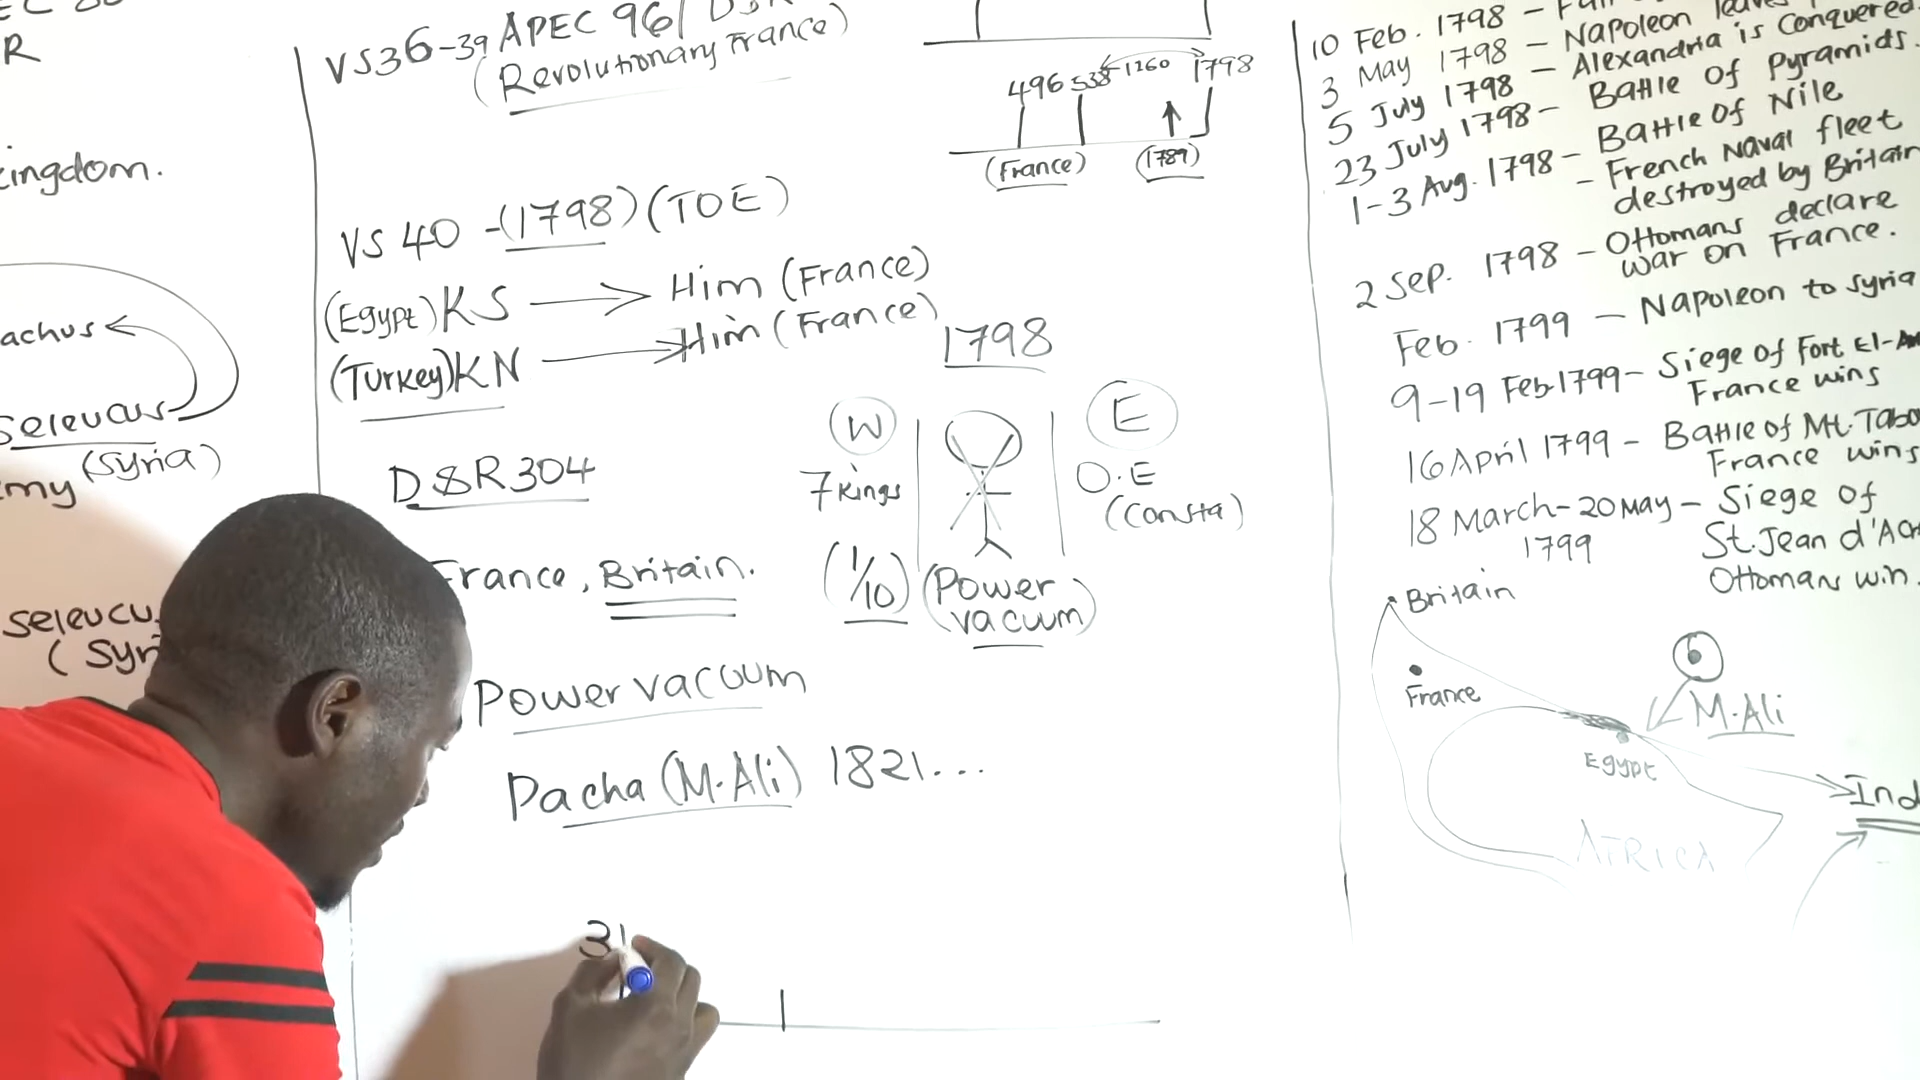 R
kingdom.
achus
Seleucus
(Syria)
my
Seleucu
(Syr
VS36-39 APEC 96/ D&R
(Revolutionary France)
VS 40 -(1798)(TOE)
(Egypt)KS → Him (France)
(Turkey)KN → Him (France)
D&R304
France, Britain.
Power vacuum
Pacha (M.Ali) 1821...
31
496 538 ←1260→ 1798
(France) (1789)
1798
W E
7 kings O.E
(Consta)
(1/10) (Power
vacuum)
10 Feb. 1798 -
3 May 1798 - Napoleon leaves
5 July 1798 - Alexandria is Conquered.
23 July 1798 - Battle of Pyramids.
1-3 Aug. 1798 - Battle of Nile
- French Naval fleet
destroyed by Britain
2 Sep. 1798 - Ottomans declare
war on France.
Feb. 1799 - Napoleon to Syria
9-19 Feb 1799 - Siege of Fort El-A
France wins
16 April 1799 - Battle of Mt. Tabo
France wins
18 March-20 May - Siege of
1799 St. Jean d'Ac
Ottomans win.
Britain
France
M.Ali
Egypt
Ind
AFRICA